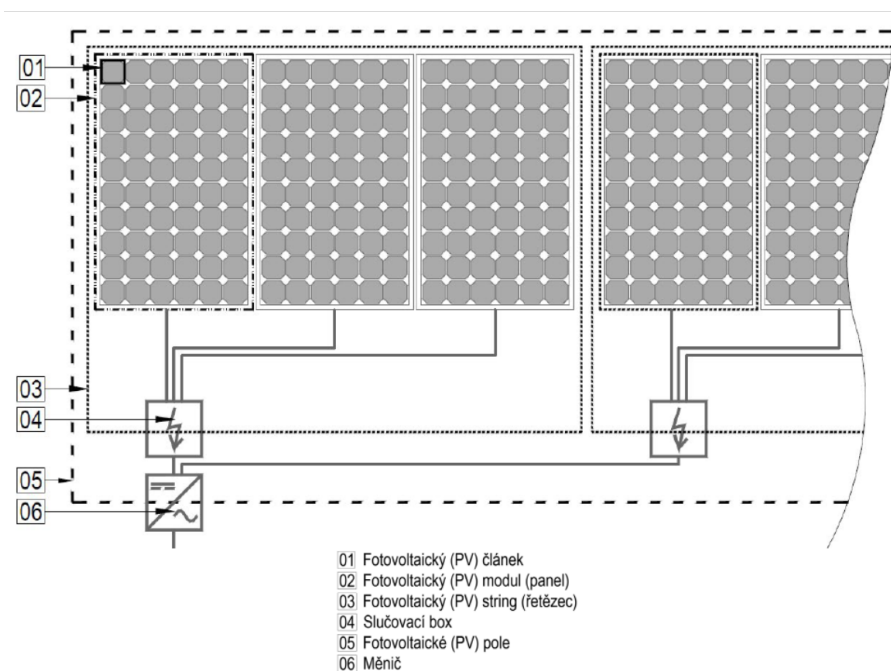 01
02
03
04
05
06
01 Fotovoltaický (PV) článek
02 Fotovoltaický (PV) modul (panel)
03 Fotovoltaický (PV) string (řetězec)
04 Slučovací box
05 Fotovoltaické (PV) pole
06 Měnič